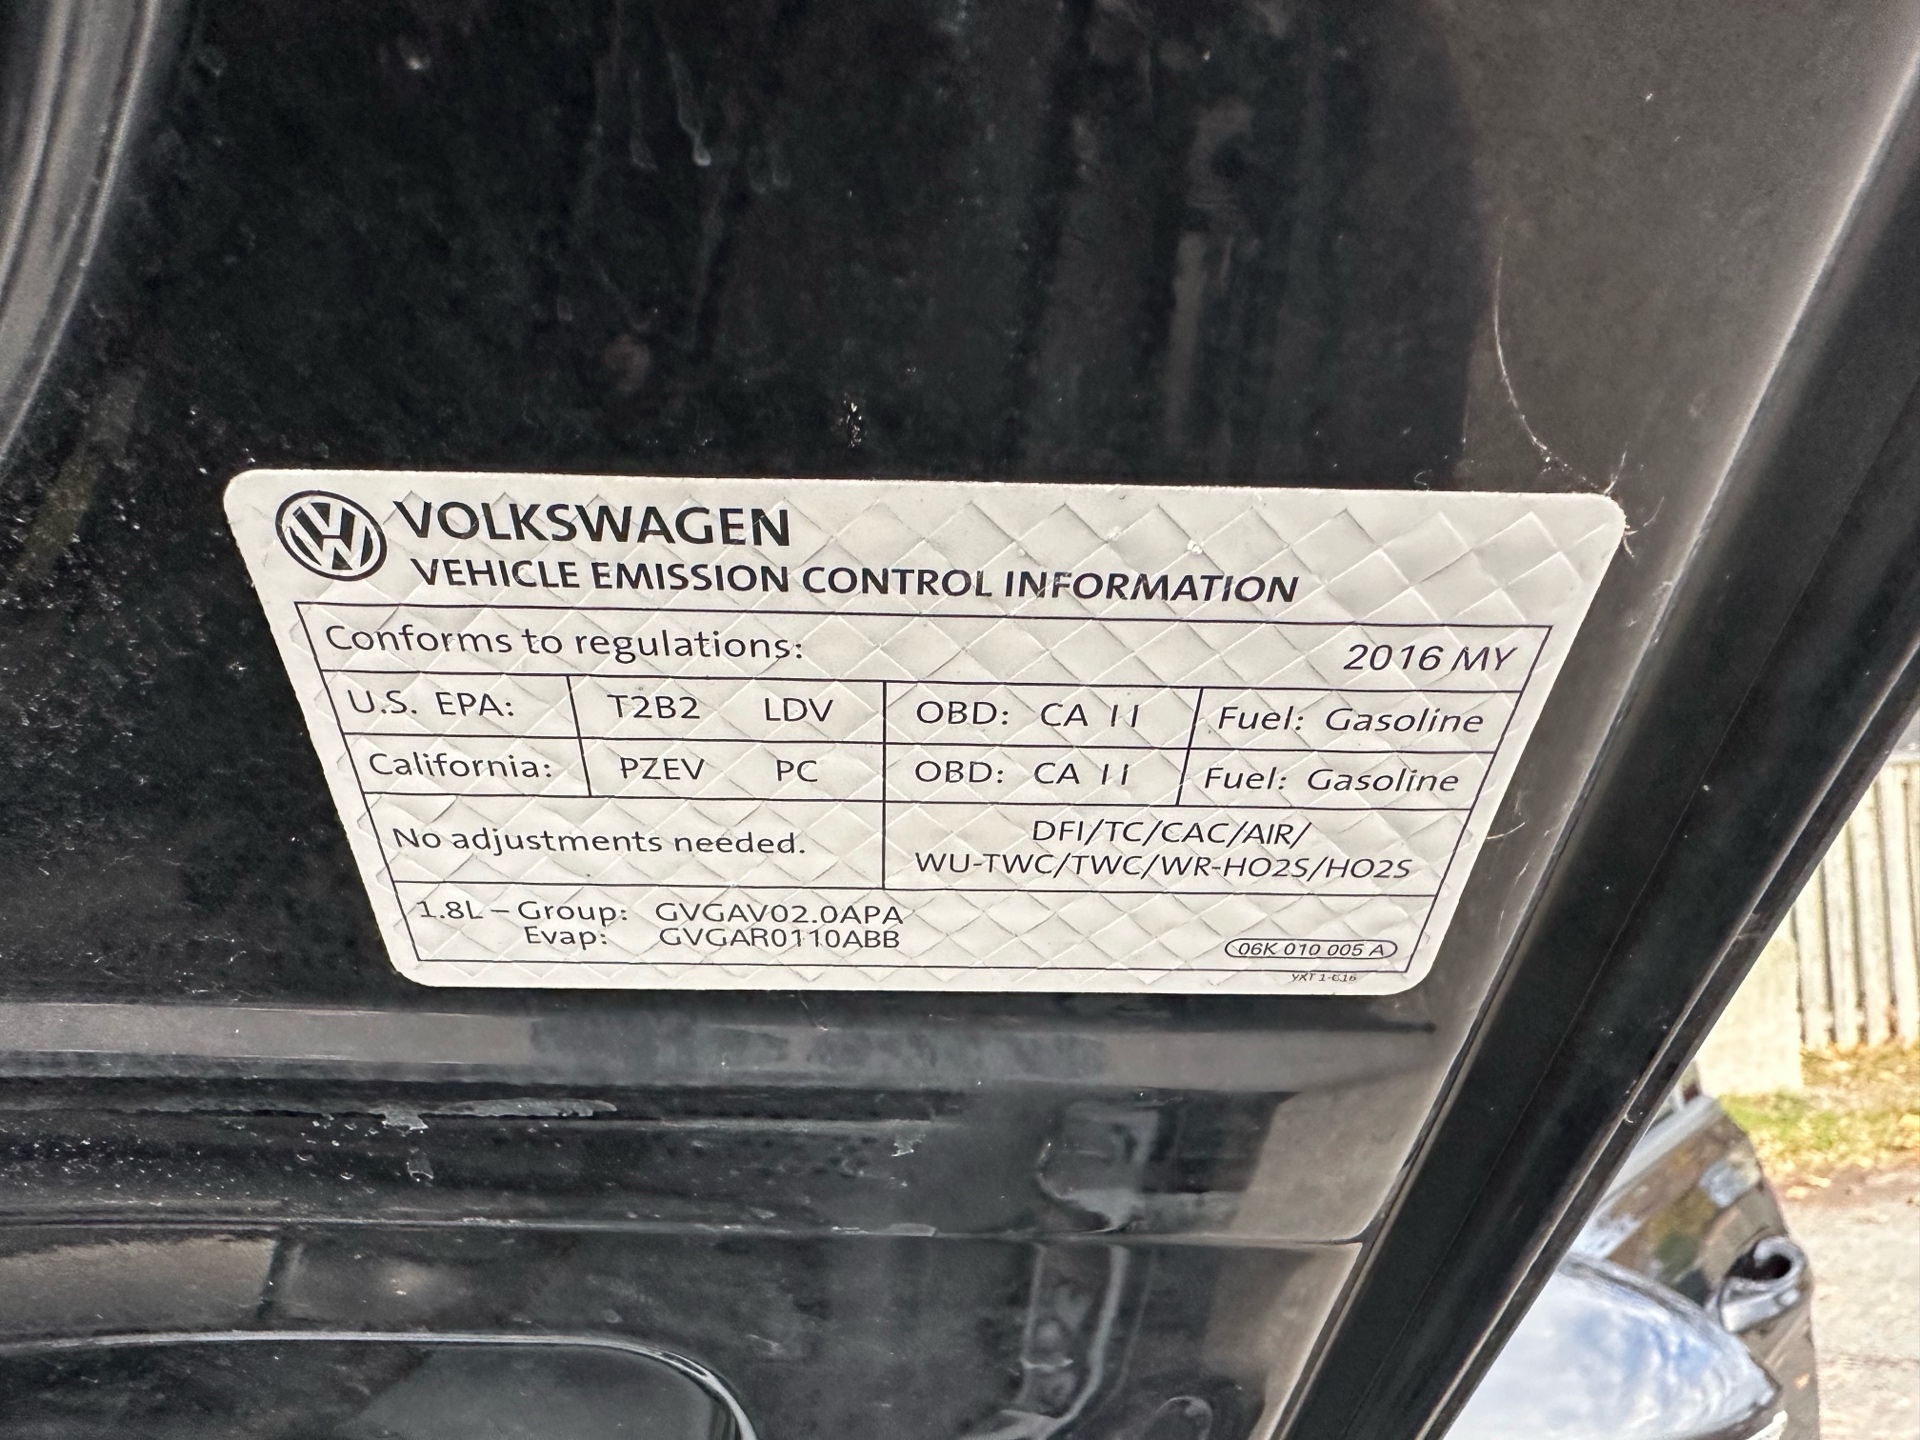 VOLKSWAGEN
VEHICLE EMISSION CONTROL INFORMATION
Conforms to regulations: 2016 MY
U.S. EPA: T2B2 LDV OBD: CA II Fuel: Gasoline
California: PZEV PC OBD: CA II Fuel: Gasoline
No adjustments needed. DFI/TC/CAC/AIR/
WU-TWC/TWC/WR-HO2S/HO2S
1.8L – Group: GVGAV02.0APA
Evap: GVGAR0110ABB
06K 010 005 A